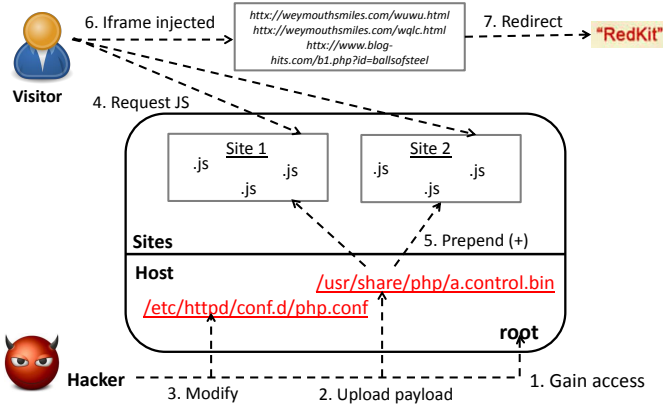 6. Iframe injected
httx://weymouthsmiles.com/wuwu.html
httx://weymouthsmiles.com/wqlc.html
httx://www.blog-
hits.com/b1.php?id=ballsofsteel
7. Redirect
"RedKit"
Visitor
4. Request JS
Site 1
.js
.js
.js
Site 2
.js
.js
.js
Sites
5. Prepend (+)
Host
/usr/share/php/a.control.bin
/etc/httpd/conf.d/php.conf
root
Hacker
3. Modify
2. Upload payload
1. Gain access